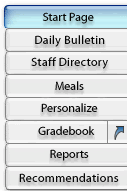 Start Page
Daily Bulletin
Staff Directory
Meals
Personalize
Gradebook
Reports
Recommendations